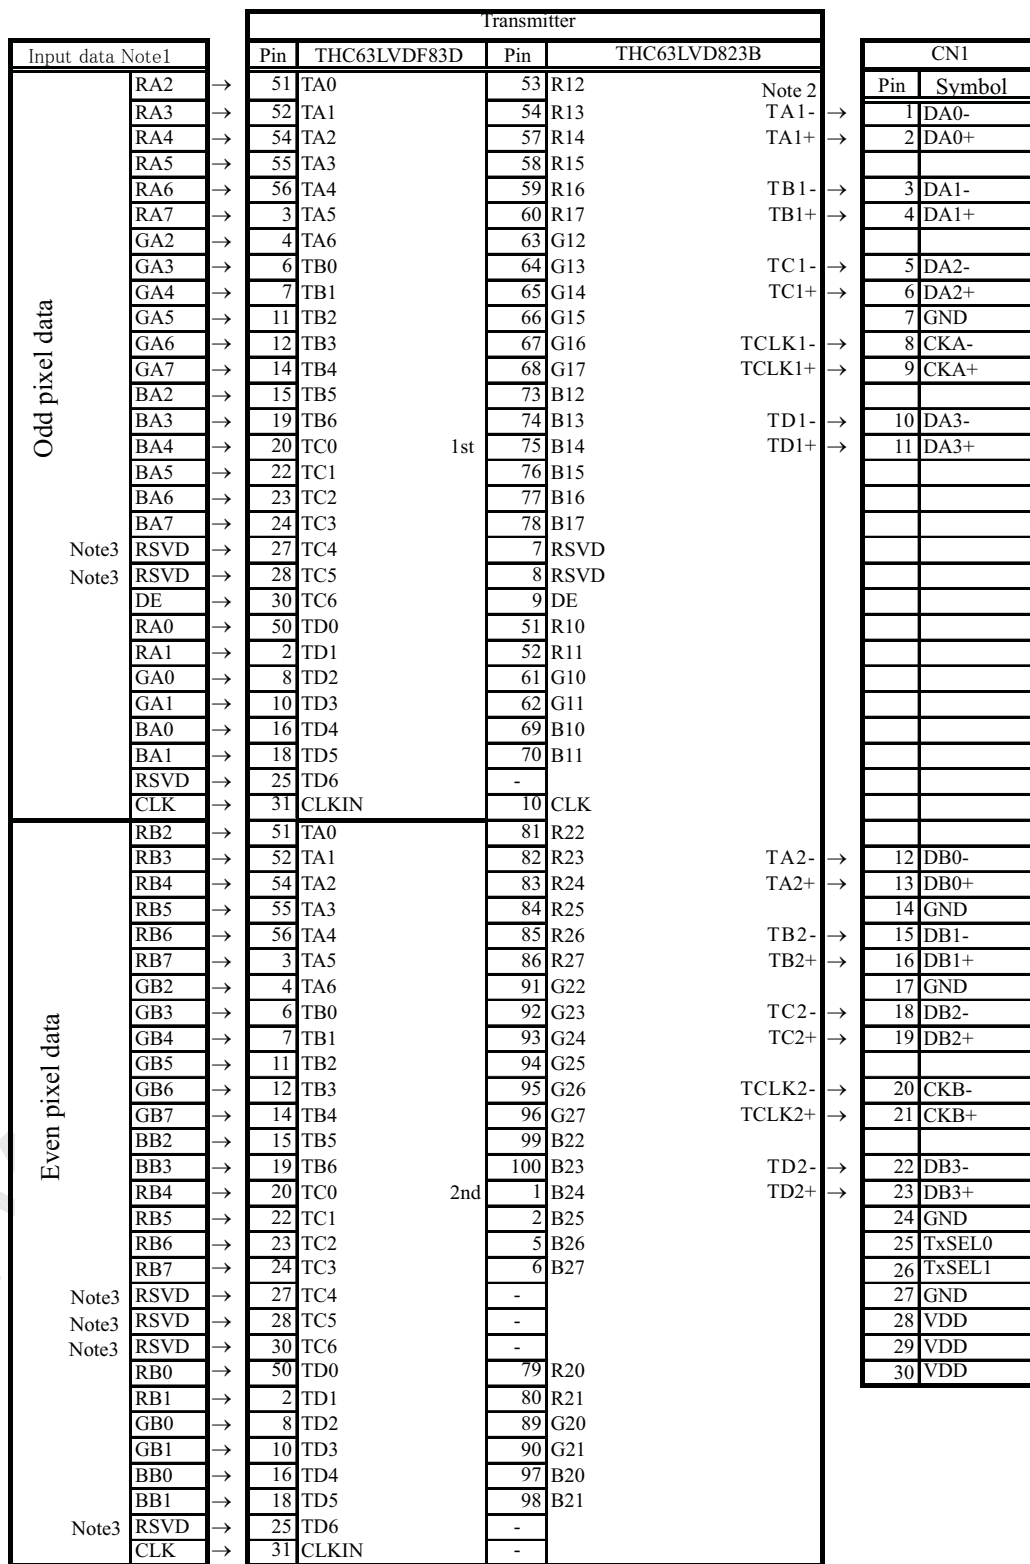 Transmitter
Input data Note1 Pin THC63LVDF83D Pin THC63LVD823B CN1
RA2 → 51 TA0 53 R12 Note 2 Pin Symbol
RA3 → 52 TA1 54 R13 TA1- → 1 DA0-
RA4 → 54 TA2 57 R14 TA1+ → 2 DA0+
RA5 → 55 TA3 58 R15
RA6 → 56 TA4 59 R16 TB1- → 3 DA1-
RA7 → 3 TA5 60 R17 TB1+ → 4 DA1+
GA2 → 4 TA6 63 G12
GA3 → 6 TB0 64 G13 TC1- → 5 DA2-
GA4 → 7 TB1 65 G14 TC1+ → 6 DA2+
GA5 → 11 TB2 66 G15 7 GND
GA6 → 12 TB3 67 G16 TCLK1- → 8 CKA-
GA7 → 14 TB4 68 G17 TCLK1+ → 9 CKA+
BA2 → 15 TB5 73 B12
BA3 → 19 TB6 74 B13 TD1- → 10 DA3-
Odd pixel data
BA4 → 20 TC0 1st 75 B14 TD1+ → 11 DA3+
BA5 → 22 TC1 76 B15
BA6 → 23 TC2 77 B16
BA7 → 24 TC3 78 B17
Note3 RSVD → 27 TC4 7 RSVD
Note3 RSVD → 28 TC5 8 RSVD
DE → 30 TC6 9 DE
RA0 → 50 TD0 51 R10
RA1 → 2 TD1 52 R11
GA0 → 8 TD2 61 G10
GA1 → 10 TD3 62 G11
BA0 → 16 TD4 69 B10
BA1 → 18 TD5 70 B11
RSVD → 25 TD6 -
CLK → 31 CLKIN 10 CLK
RB2 → 51 TA0 81 R22
RB3 → 52 TA1 82 R23 TA2- → 12 DB0-
RB4 → 54 TA2 83 R24 TA2+ → 13 DB0+
RB5 → 55 TA3 84 R25 14 GND
RB6 → 56 TA4 85 R26 TB2- → 15 DB1-
RB7 → 3 TA5 86 R27 TB2+ → 16 DB1+
GB2 → 4 TA6 91 G22 17 GND
GB3 → 6 TB0 92 G23 TC2- → 18 DB2-
GB4 → 7 TB1 93 G24 TC2+ → 19 DB2+
GB5 → 11 TB2 94 G25
GB6 → 12 TB3 95 G26 TCLK2- → 20 CKB-
GB7 → 14 TB4 96 G27 TCLK2+ → 21 CKB+
BB2 → 15 TB5 99 B22
BB3 → 19 TB6 100 B23 TD2- → 22 DB3-
Even pixel data
RB4 → 20 TC0 2nd 1 B24 TD2+ → 23 DB3+
RB5 → 22 TC1 2 B25 24 GND
RB6 → 23 TC2 5 B26 25 TxSEL0
RB7 → 24 TC3 6 B27 26 TxSEL1
Note3 RSVD → 27 TC4 - 27 GND
Note3 RSVD → 28 TC5 - 28 VDD
Note3 RSVD → 30 TC6 - 29 VDD
RB0 → 50 TD0 79 R20 30 VDD
RB1 → 2 TD1 80 R21
GB0 → 8 TD2 89 G20
GB1 → 10 TD3 90 G21
BB0 → 16 TD4 97 B20
BB1 → 18 TD5 98 B21
Note3 RSVD → 25 TD6 -
CLK → 31 CLKIN -